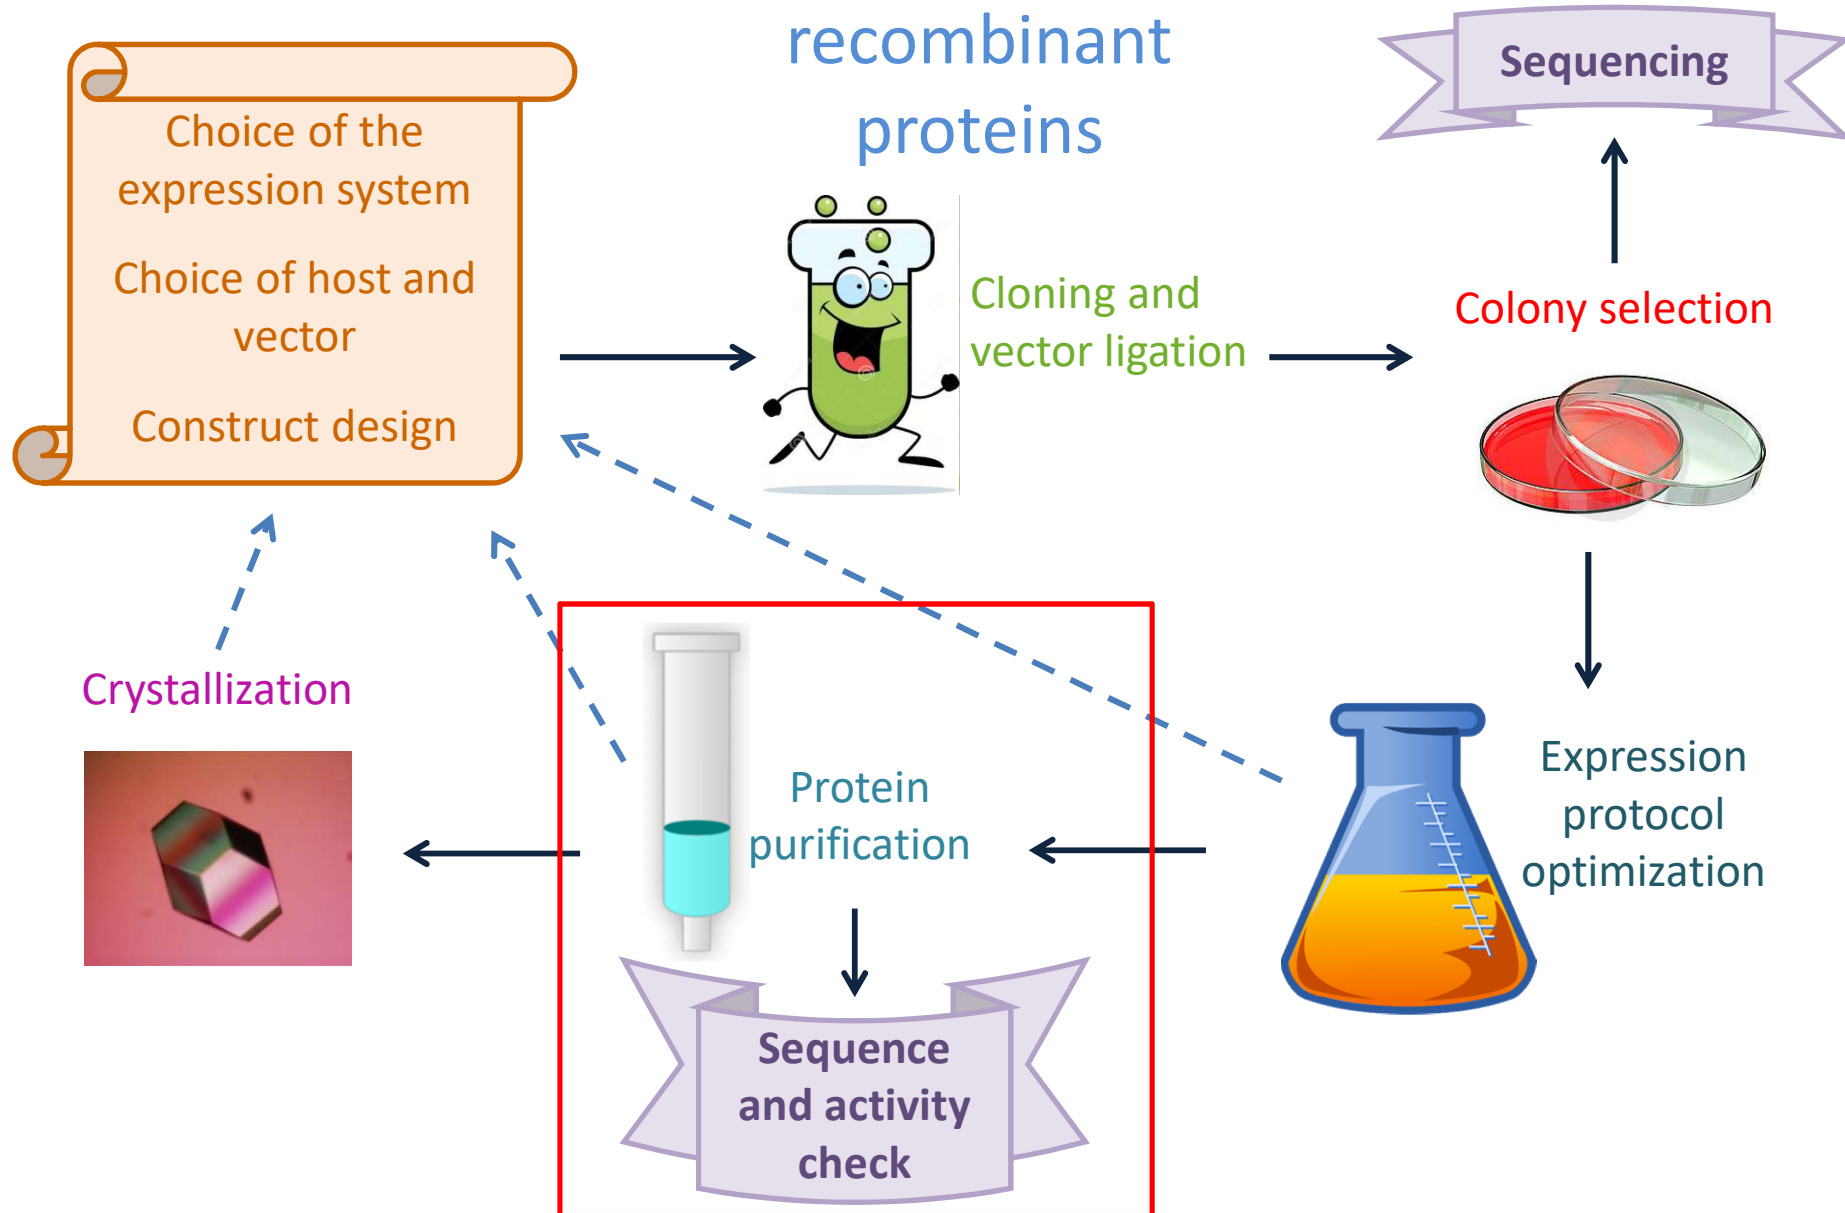 recombinant
proteins
Sequencing
Choice of the
expression system
Choice of host and
vector
Construct design
Cloning and
vector ligation
Colony selection
Crystallization
Protein
purification
Expression
protocol
optimization
Sequence
and activity
check